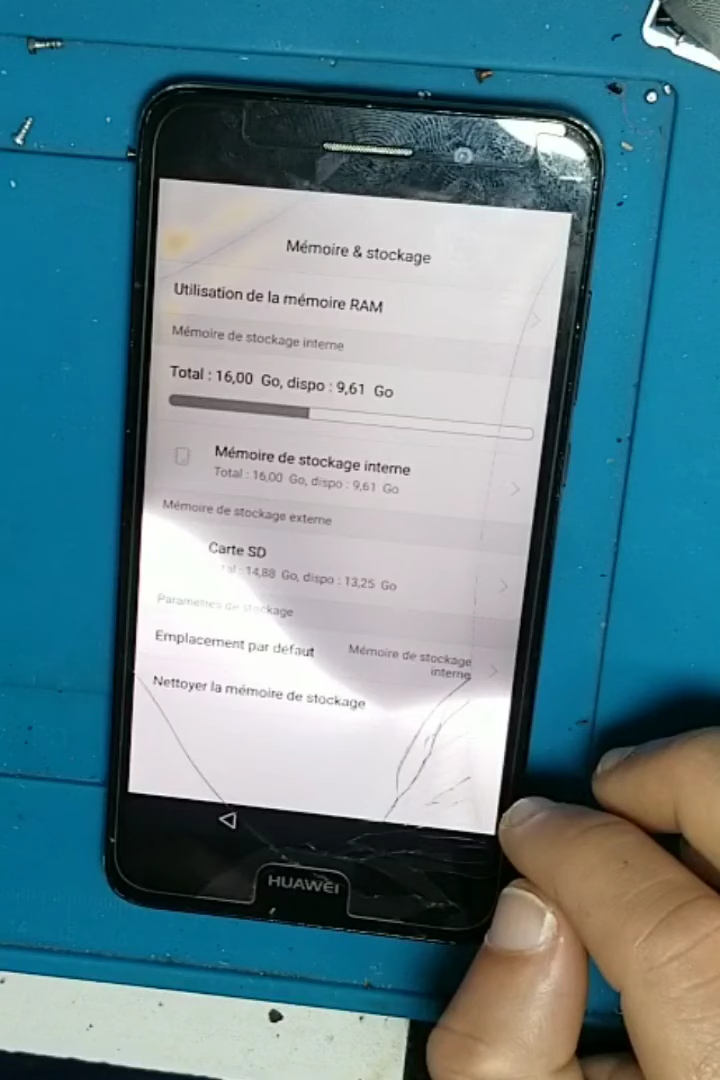 Mémoire & stockage
Utilisation de la mémoire RAM
Mémoire de stockage interne
Total : 16,00 Go, dispo : 9,61 Go
Mémoire de stockage interne
Total : 16,00 Go, dispo : 9,61 Go
Mémoire de stockage externe
Carte SD
Total : 14,88 Go, dispo : 13,25 Go
Paramètres de stockage
Emplacement par défaut
Mémoire de stockage
interne
Nettoyer la mémoire de stockage
HUAWEI